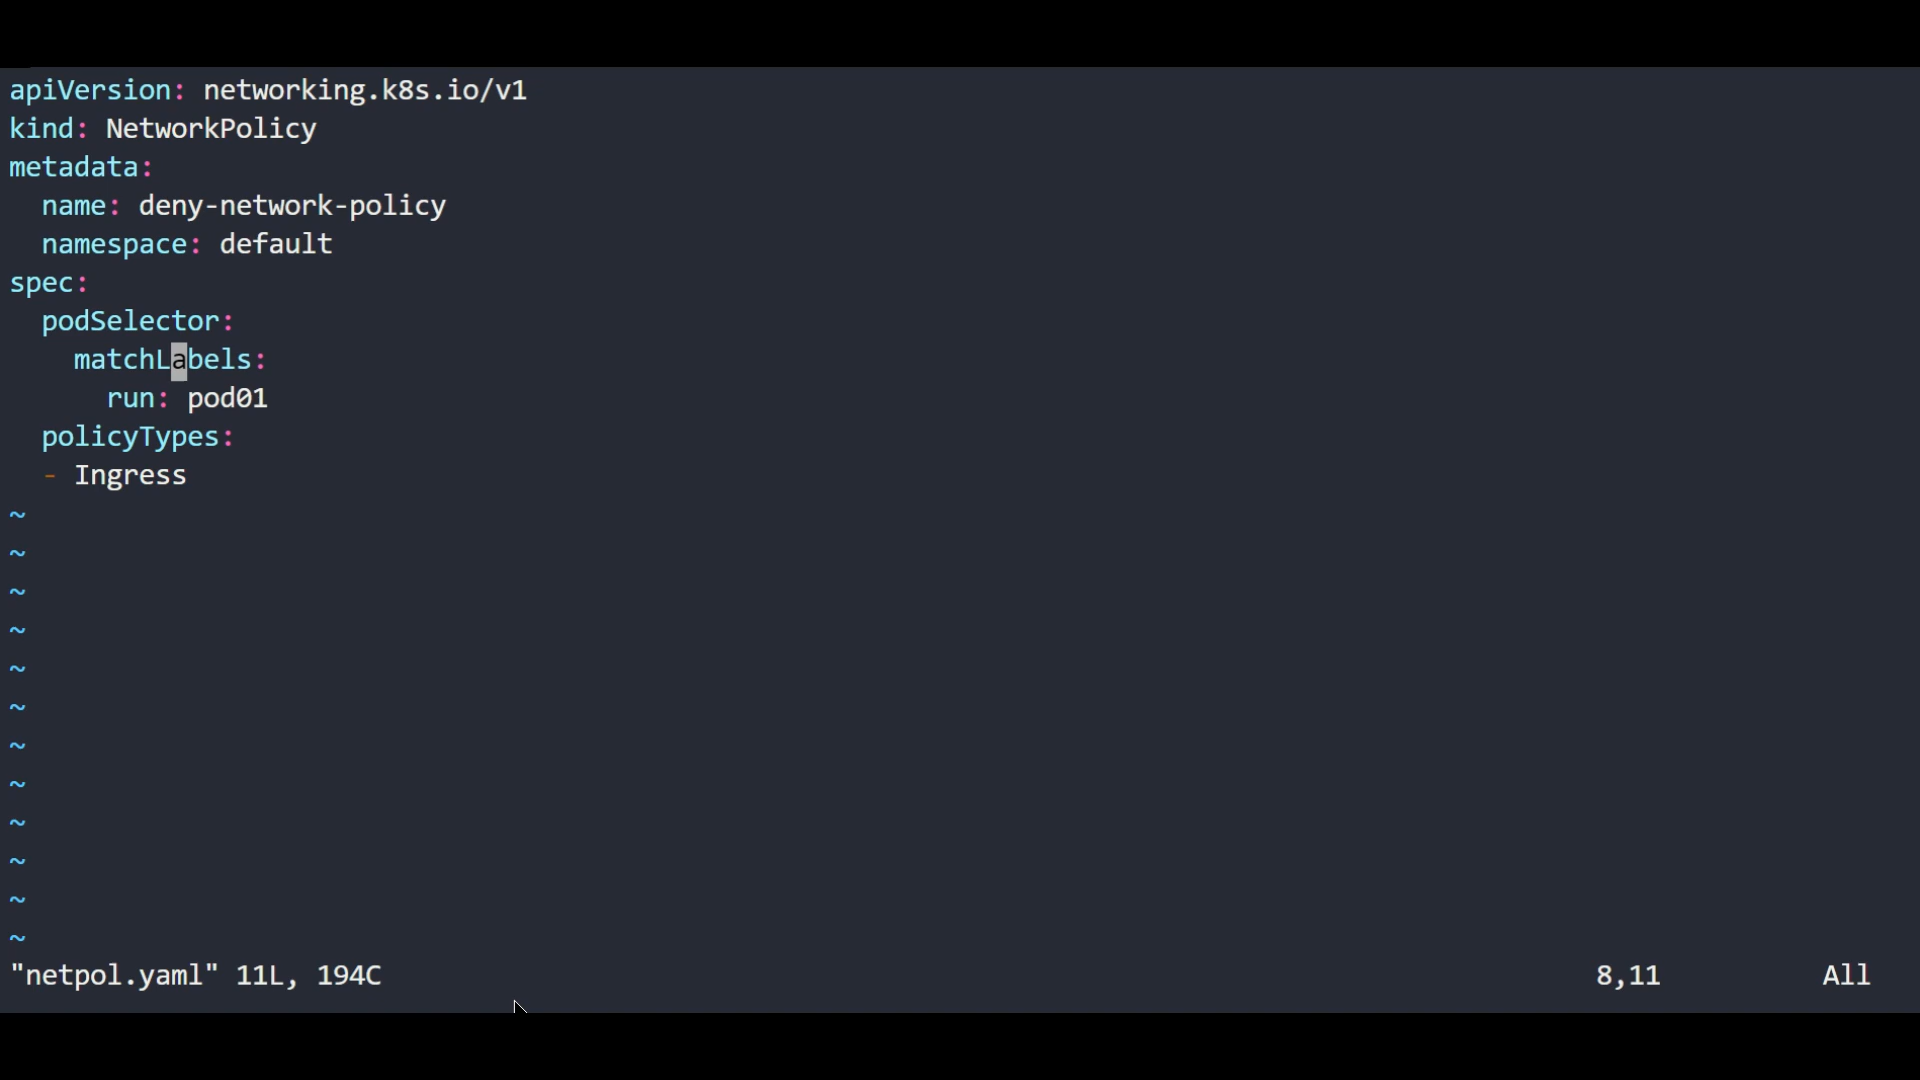 apiVersion: networking.k8s.io/v1
kind: NetworkPolicy
metadata:
  name: deny-network-policy
  namespace: default
spec:
  podSelector:
    matchLabels:
      run: pod01
  policyTypes:
  - Ingress
~
~
~
~
~
~
~
~
~
~
~
~
"netpol.yaml" 11L, 194C 8,11 All